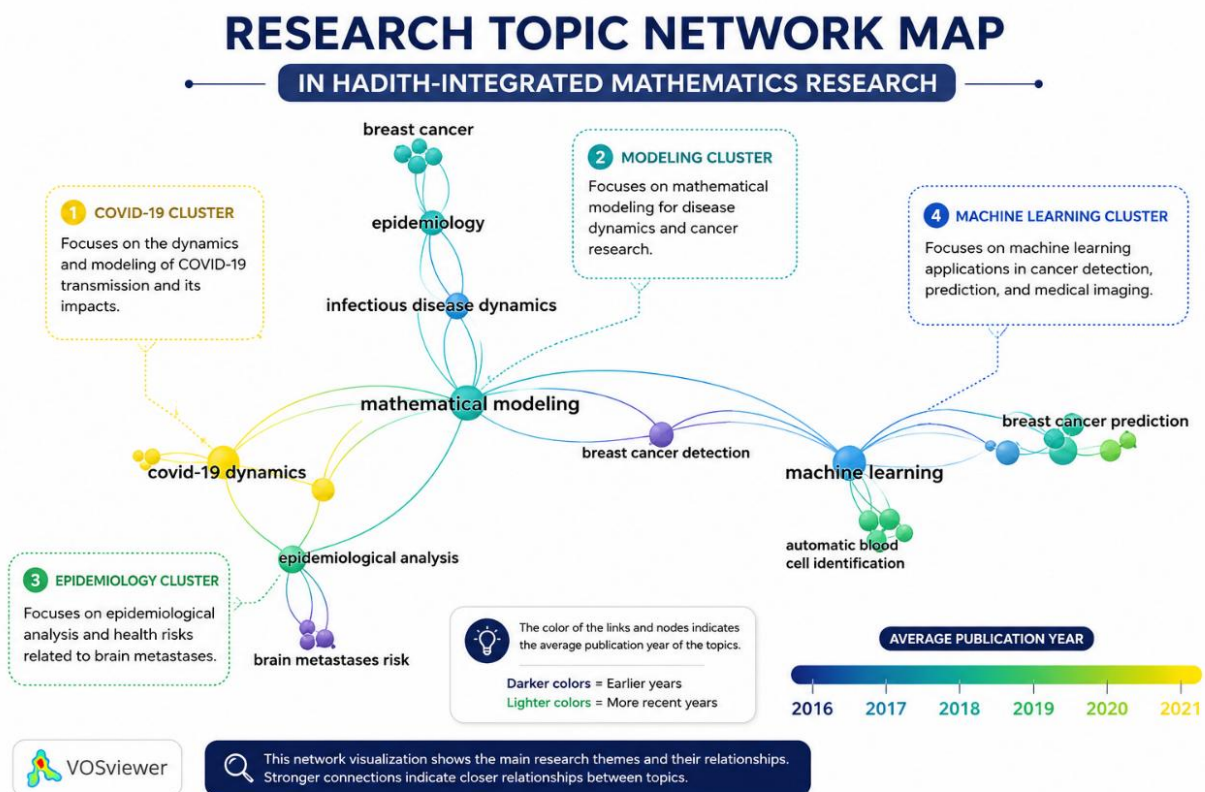 RESEARCH TOPIC NETWORK MAP
IN HADITH-INTEGRATED MATHEMATICS RESEARCH
breast cancer
epidemiology
infectious disease dynamics
mathematical modeling
covid-19 dynamics
epidemiological analysis
brain metastases risk
breast cancer detection
machine learning
breast cancer prediction
automatic blood
cell identification
1 COVID-19 CLUSTER
Focuses on the dynamics
and modeling of COVID-19
transmission and its
impacts.
2 MODELING CLUSTER
Focuses on mathematical
modeling for disease
dynamics and cancer
research.
4 MACHINE LEARNING CLUSTER
Focuses on machine learning
applications in cancer detection,
prediction, and medical imaging.
3 EPIDEMIOLOGY CLUSTER
Focuses on epidemiological
analysis and health risks
related to brain metastases.
The color of the links and nodes indicates
the average publication year of the topics.
Darker colors = Earlier years
Lighter colors = More recent years
AVERAGE PUBLICATION YEAR
2016 2017 2018 2019 2020 2021
VOSviewer
This network visualization shows the main research themes and their relationships.
Stronger connections indicate closer relationships between topics.